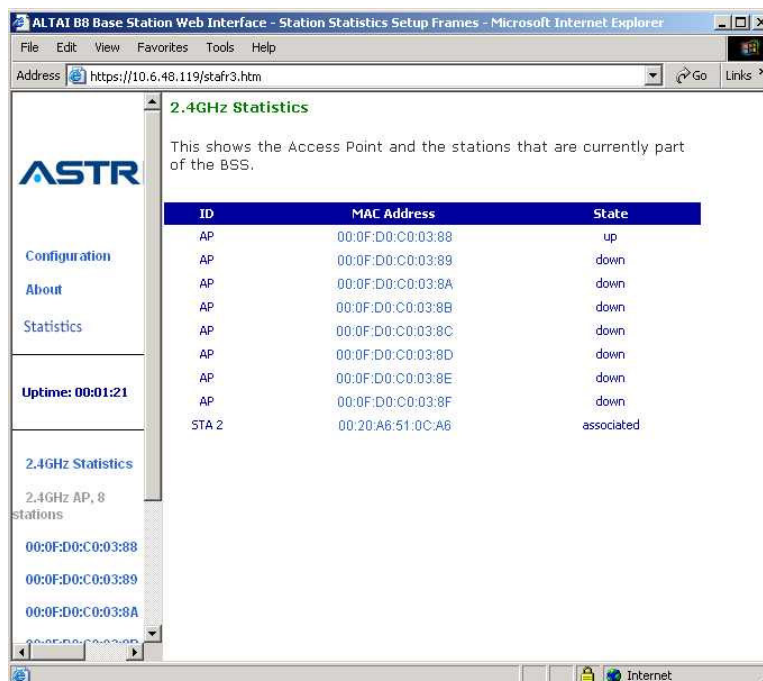 ALTAI B8 Base Station Web Interface - Station Statistics Setup Frames - Microsoft Internet Explorer
File Edit View Favorites Tools Help
Address https://10.6.48.119/stafr3.htm Go Links
ASTR
Configuration
About
Statistics
Uptime: 00:01:21
2.4GHz Statistics
2.4GHz AP, 8
stations
00:0F:D0:C0:03:88
00:0F:D0:C0:03:89
00:0F:D0:C0:03:8A
2.4GHz Statistics
This shows the Access Point and the stations that are currently part
of the BSS.
ID MAC Address State
AP 00:0F:D0:C0:03:88 up
AP 00:0F:D0:C0:03:89 down
AP 00:0F:D0:C0:03:8A down
AP 00:0F:D0:C0:03:8B down
AP 00:0F:D0:C0:03:8C down
AP 00:0F:D0:C0:03:8D down
AP 00:0F:D0:C0:03:8E down
AP 00:0F:D0:C0:03:8F down
STA 2 00:20:A6:51:0C:A6 associated
Internet